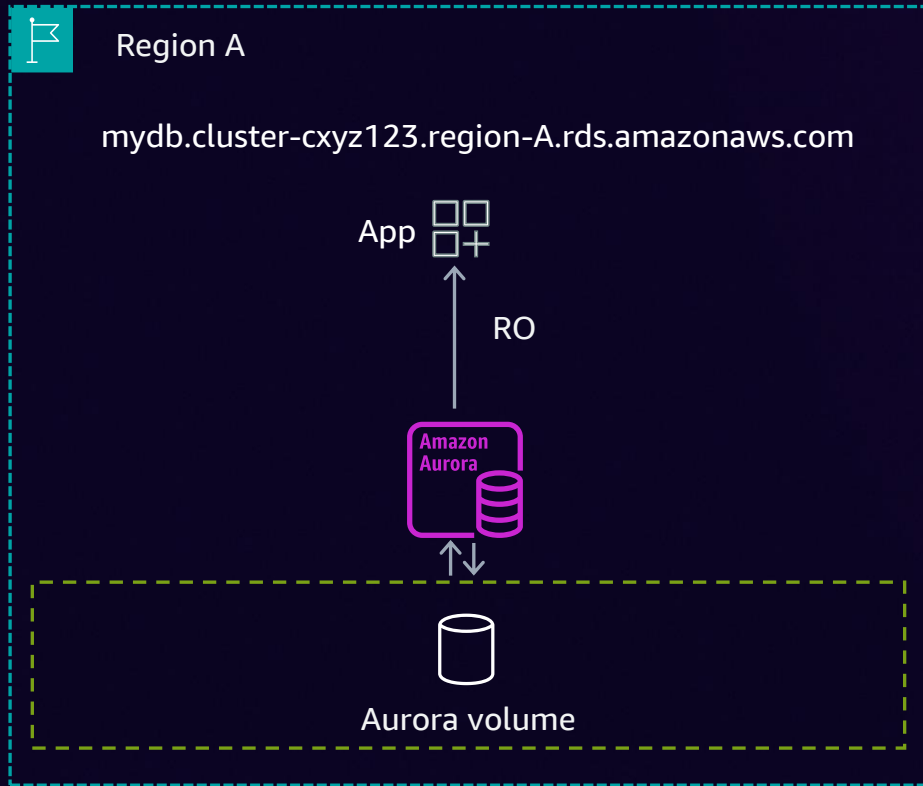 Region A
mydb.cluster-cxyz123.region-A.rds.amazonaws.com
App
RO
Amazon
Aurora
Aurora volume